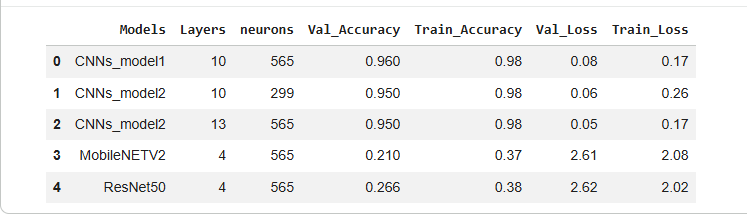 Models Layers neurons Val_Accuracy Train_Accuracy Val_Loss Train_Loss
0 CNNs_model1 10 565 0.960 0.98 0.08 0.17
1 CNNs_model2 10 299 0.950 0.98 0.06 0.26
2 CNNs_model2 13 565 0.950 0.98 0.05 0.17
3 MobileNETV2 4 565 0.210 0.37 2.61 2.08
4 ResNet50 4 565 0.266 0.38 2.62 2.02